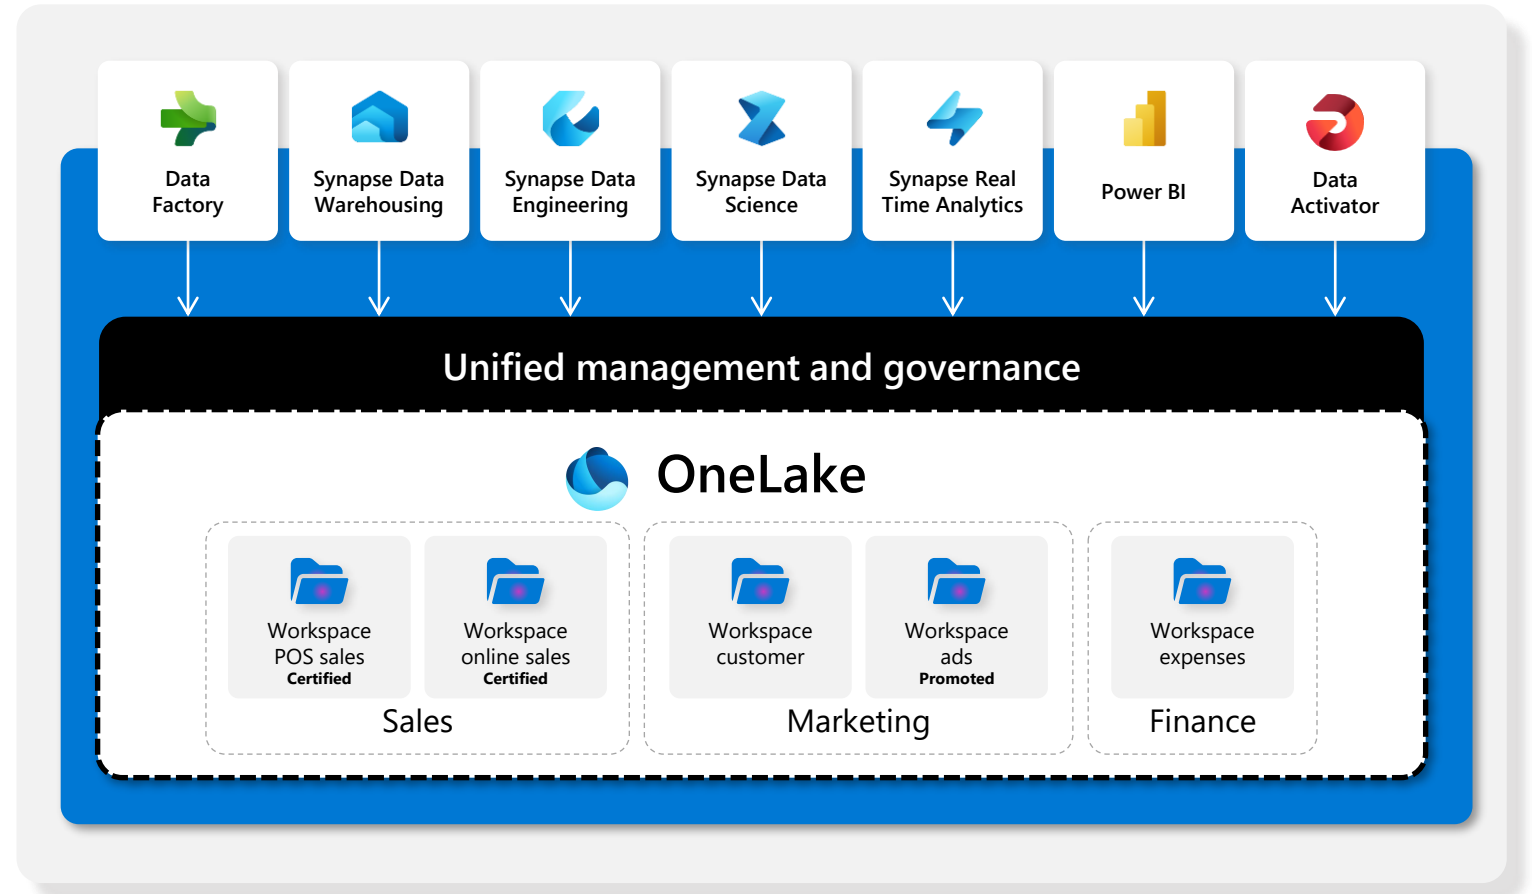 Data
Factory
Synapse Data
Warehousing
Synapse Data
Engineering
Synapse Data
Science
Synapse Real
Time Analytics
Power BI
Data
Activator
Unified management and governance
OneLake
Workspace
POS sales
Certified
Workspace
online sales
Certified
Sales
Workspace
customer
Workspace
ads
Promoted
Marketing
Workspace
expenses
Finance